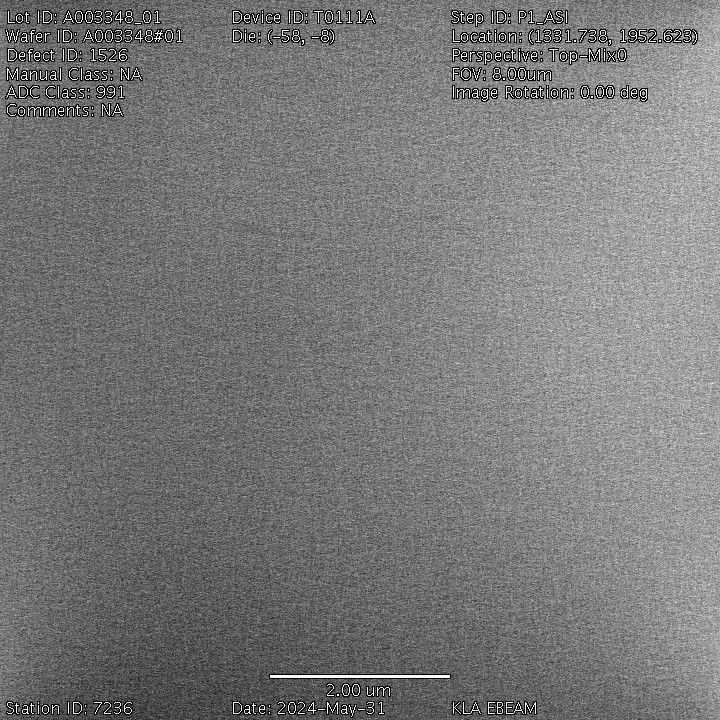 Lot ID: A003348_01
Wafer ID: A003348#01
Defect ID: 1526
Manual Class: NA
ADC Class: 991
Comments: NA
Device ID: T0111A
Die: (-58, -8)
Step ID: P1_ASI
Location: (1331.738, 1952.623)
Perspective: Top-Mix0
FOV: 8.00um
Image Rotation: 0.00 deg
2.00 um
Station ID: 7236
Date: 2024-May-31
KLA EBEAM